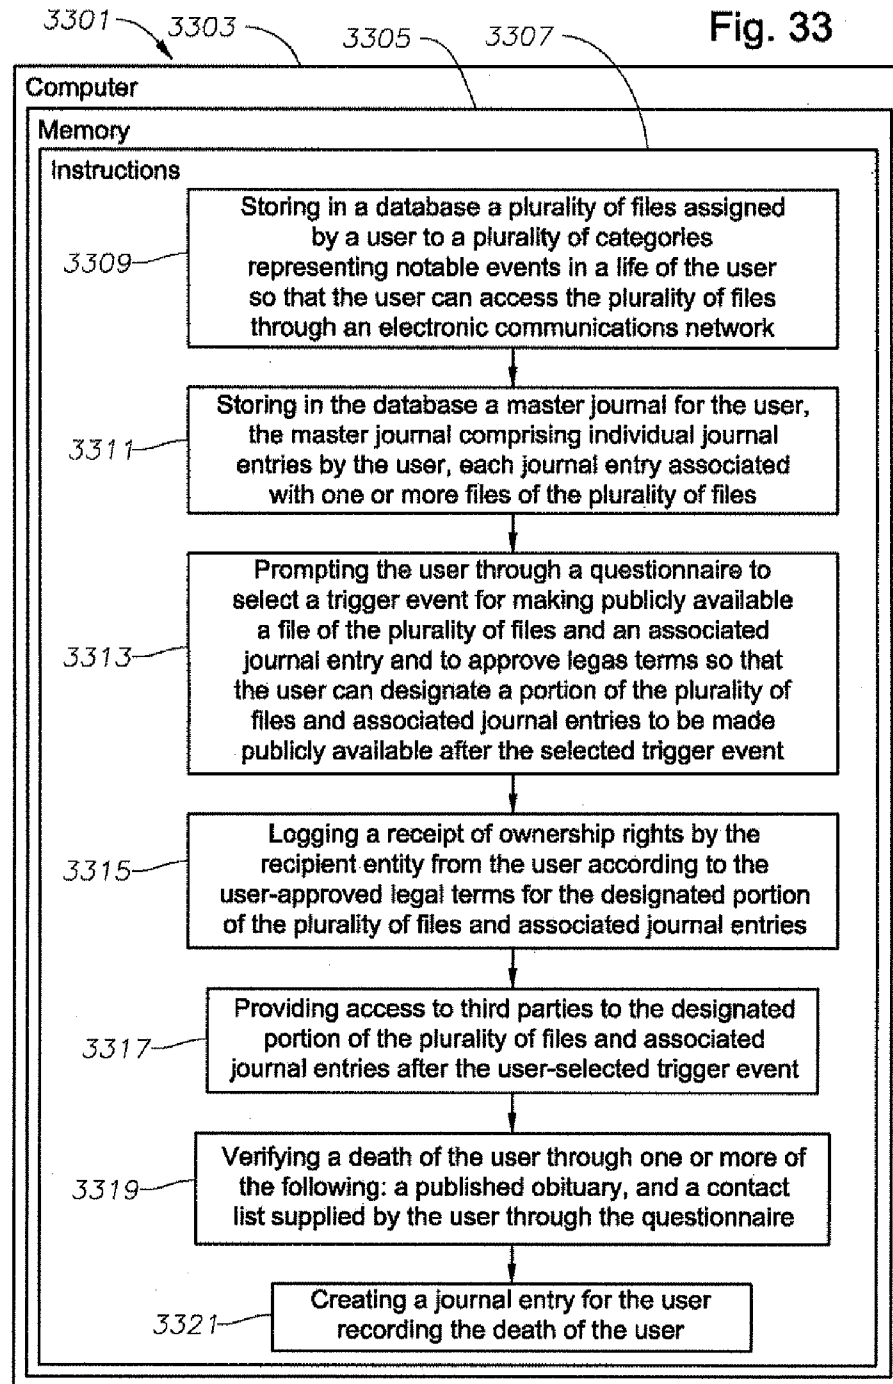 3301
3303
3305
3307
Fig. 33
Computer
Memory
Instructions
3309
Storing in a database a plurality of files assigned
by a user to a plurality of categories
representing notable events in a life of the user
so that the user can access the plurality of files
through an electronic communications network
3311
Storing in the database a master journal for the user,
the master journal comprising individual journal
entries by the user, each journal entry associated
with one or more files of the plurality of files
3313
Prompting the user through a questionnaire to
select a trigger event for making publicly available
a file of the plurality of files and an associated
journal entry and to approve legas terms so that
the user can designate a portion of the plurality of
files and associated journal entries to be made
publicly available after the selected trigger event
3315
Logging a receipt of ownership rights by the
recipient entity from the user according to the
user-approved legal terms for the designated portion
of the plurality of files and associated journal entries
3317
Providing access to third parties to the designated
portion of the plurality of files and associated
journal entries after the user-selected trigger event
3319
Verifying a death of the user through one or more of
the following: a published obituary, and a contact
list supplied by the user through the questionnaire
3321
Creating a journal entry for the user
recording the death of the user